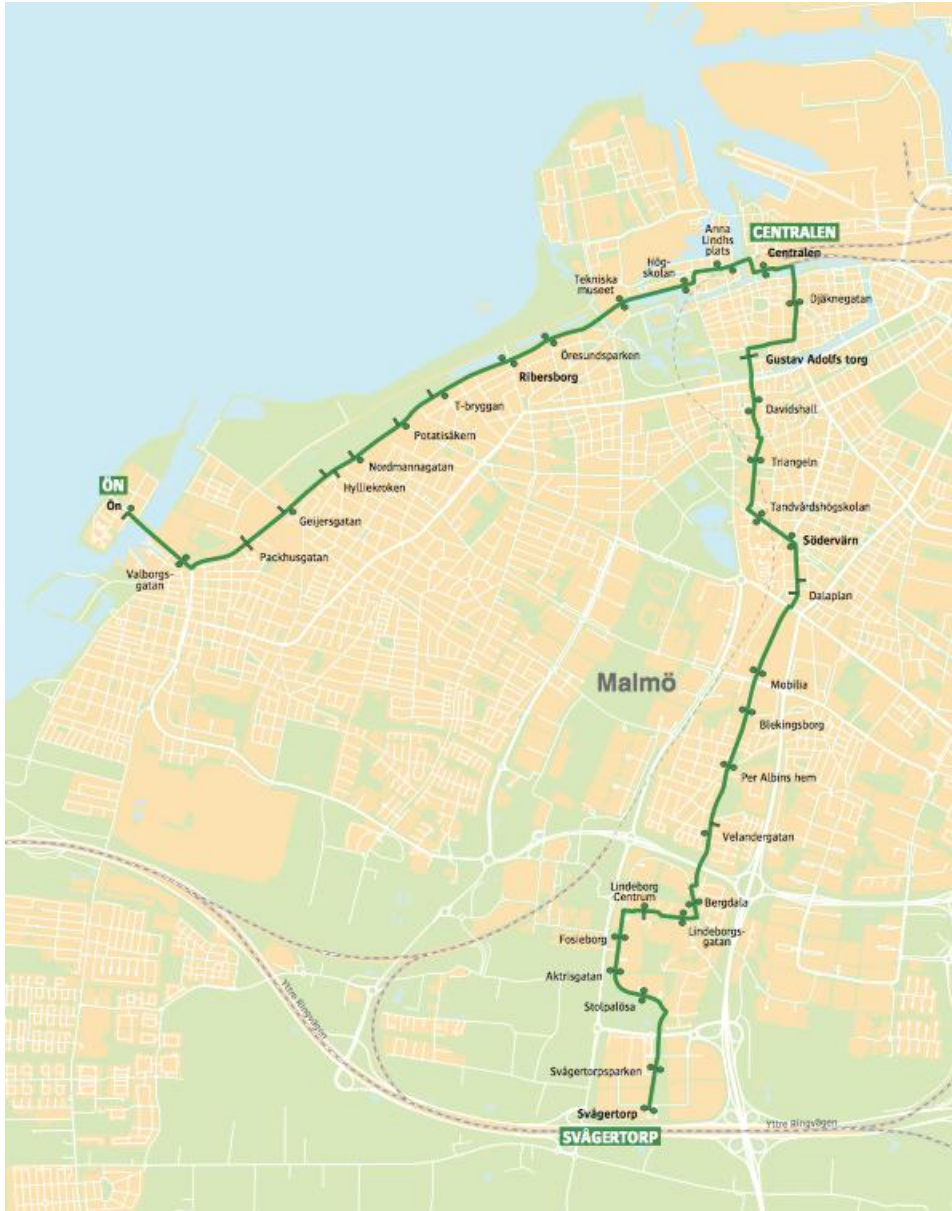 CENTRALEN
Anna
Lindhs
plats
Centralen
Hög-
skolan
Tekniska
museet
Djäknegatan
Öresundsparken
Gustav Adolfs torg
Ribersborg
T-bryggan
Davidshall
Potatisåkern
Nordmannagatan
Triangeln
Hylliekroken
ÖN
Ön
Geijersgatan
Tandvårdshögskolan
Södervärn
Packhusgatan
Valborgs-
gatan
Dalaplan
Malmö
Mobilia
Blekingsborg
Per Albins hem
Velandergatan
Lindeborg
Centrum
Bergdala
Lindeborgs-
gatan
Fosieborg
Aktrisgatan
Stolpalösa
Yttre Ringvägen
Svågertorpsparken
Svågertorp
Yttre Ringvägen
SVÅGERTORP